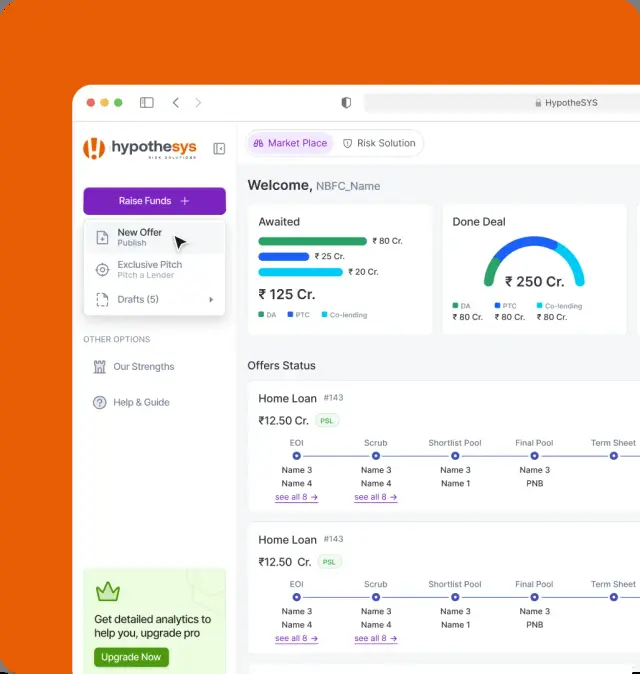 HypotheSYS
hypothesys
RISK SOLUTIONS
Market Place
Risk Solution
Raise Funds +
New Offer
Publish
Exclusive Pitch
Pitch a Lender
Drafts (5)
OTHER OPTIONS
Our Strengths
Help & Guide
Get detailed analytics to
help you, upgrade pro
Upgrade Now
Welcome, NBFC_Name
Awaited
₹ 80 Cr.
₹ 25 Cr.
₹ 20 Cr.
₹ 125 Cr.
DA PTC Co-lending
Done Deal
₹ 250 Cr.
DA PTC Co-lending
₹ 80 Cr. ₹ 80 Cr. ₹ 80 Cr.
Offers Status
Home Loan #143
₹12.50 Cr. PSL
EOI Scrub Shortlist Pool Final Pool Term Sheet
Name 3 Name 3 Name 3 Name 3
Name 4 Name 4 Name 1 PNB
see all 8 → see all 8 →
Home Loan #143
₹12.50 Cr. PSL
EOI Scrub Shortlist Pool Final Pool Term Sheet
Name 3 Name 3 Name 3 Name 3
Name 4 Name 4 Name 1 PNB
see all 8 → see all 8 →